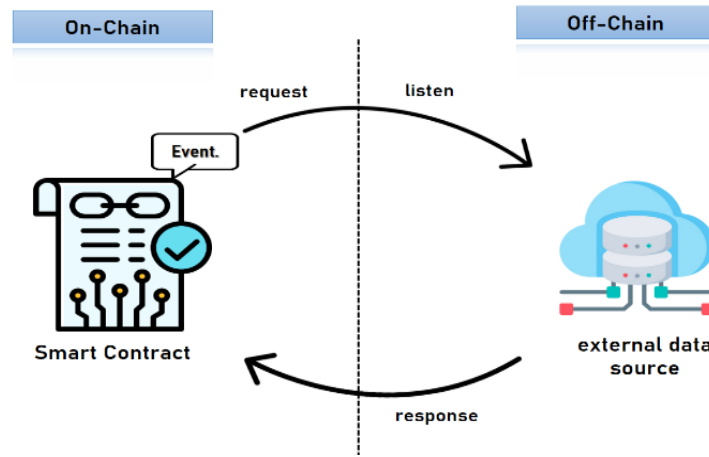 On-Chain
Off-Chain
request
listen
Event.
Smart Contract
external data
source
response